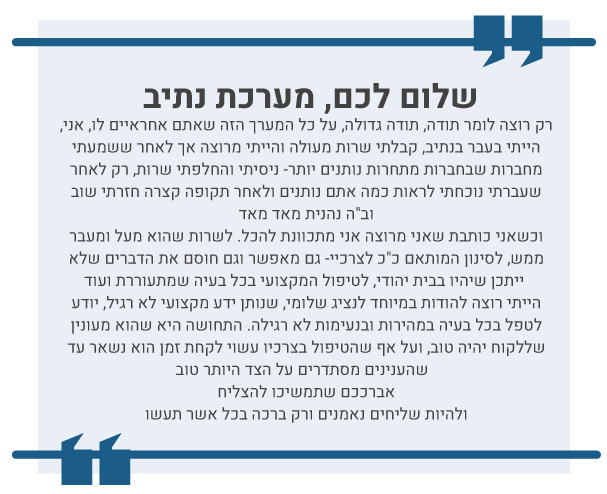 שלום לכם, מערכת נתיב
רק רוצה לומר תודה, תודה גדולה, על כל המערך הזה שאתם אחראיים לו, אני,
הייתי בעבר בנתיב, קבלתי שרות מעולה והייתי מרוצה אך לאחר ששמעתי
מחברות שבחברות מתחרות נותנים יותר- ניסיתי והחלפתי שרות, רק לאחר
שעברתי נוכחתי לראות כמה אתם נותנים ולאחר תקופה קצרה חזרתי שוב
וב"ה נהנית מאד מאד
וכשאני כותבת שאני מרוצה אני מתכוונת להכל. לשרות שהוא מעל ומעבר
ממש, לסינון המותאם כ"כ לצרכיי- גם מאפשר וגם חוסם את הדברים שלא
ייתכן שיהיו בבית יהודי, לטיפול המקצועי בכל בעיה שמתעוררת ועוד
הייתי רוצה להודות במיוחד לנציג שלומי, שנותן ידע מקצועי לא רגיל, יודע
לטפל בכל בעיה במהירות ובנעימות לא רגילה. התחושה היא שהוא מעונין
שללקוח יהיה טוב, ועל אף שהטיפול בצרכיו עשוי לקחת זמן הוא נשאר עד
שהענינים מסתדרים על הצד היותר טוב
אברככם שתמשיכו להצליח
ולהיות שליחים נאמנים ורק ברכה בכל אשר תעשו